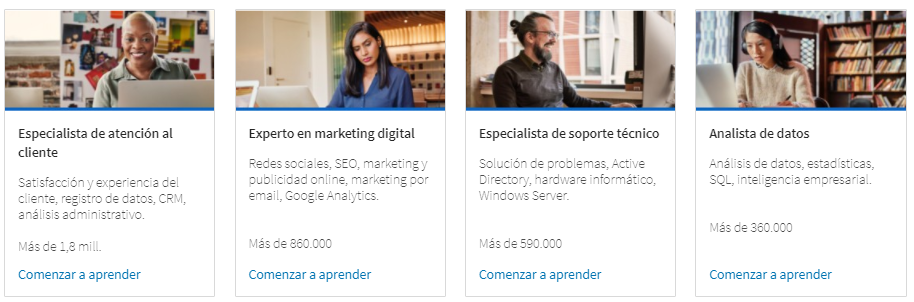 Especialista de atención al
cliente
Satisfacción y experiencia del
cliente, registro de datos, CRM,
análisis administrativo.
Más de 1,8 mill.
Comenzar a aprender
Experto en marketing digital
Redes sociales, SEO, marketing y
publicidad online, marketing por
email, Google Analytics.
Más de 860.000
Comenzar a aprender
Especialista de soporte técnico
Solución de problemas, Active
Directory, hardware informático,
Windows Server.
Más de 590.000
Comenzar a aprender
Analista de datos
Análisis de datos, estadísticas,
SQL, inteligencia empresarial.
Más de 360.000
Comenzar a aprender